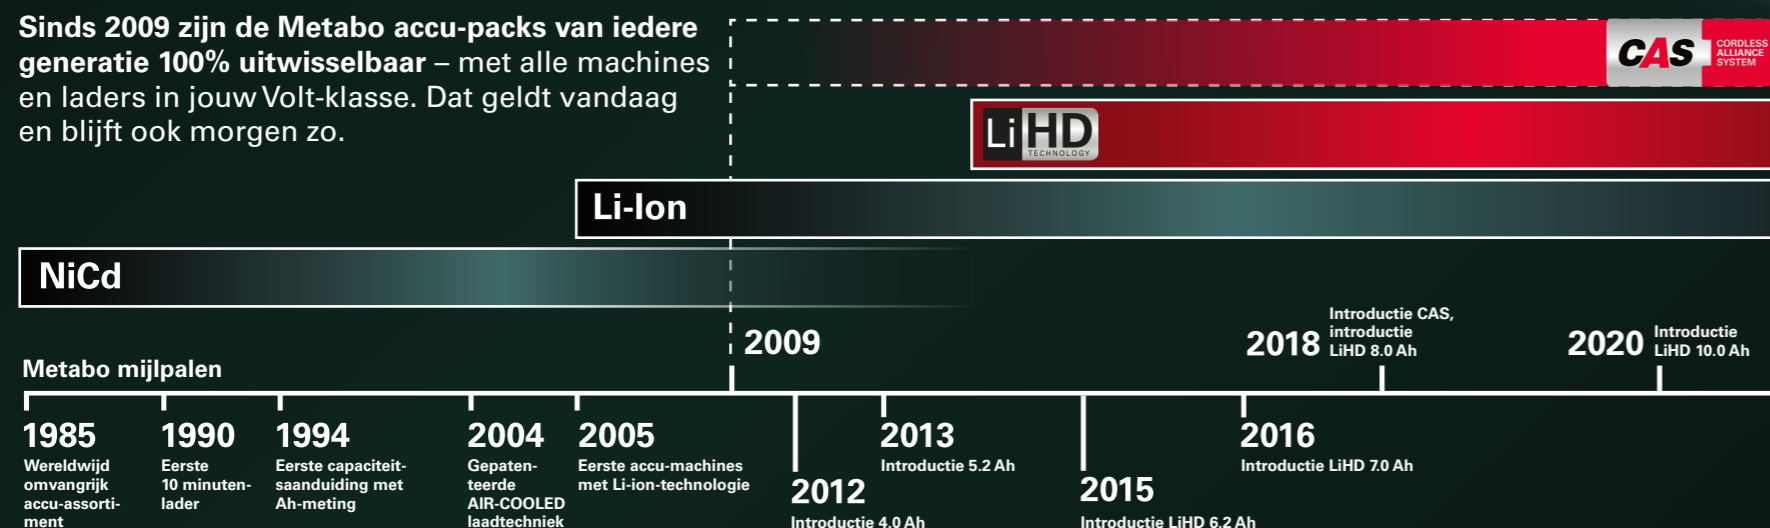 Sinds 2009 zijn de Metabo accu-packs van iedere
generatie 100% uitwisselbaar – met alle machines
en laders in jouw Volt-klasse. Dat geldt vandaag
en blijft ook morgen zo.
CAS
CORDLESS
ALLIANCE
SYSTEM
LiHD
TECHNOLOGY
Li-Ion
NiCd
Metabo mijlpalen
1985
Wereldwijd
omvangrijk
accu-assorti-
ment
1990
Eerste
10 minuten-
lader
1994
Eerste capaciteit-
saanduiding met
Ah-meting
2004
Gepaten-
teerde
AIR-COOLED
laadtechniek
2005
Eerste accu-machines
met Li-ion-technologie
2009
2012
Introductie 4.0 Ah
2013
Introductie 5.2 Ah
2015
Introductie LiHD 6.2 Ah
2016
Introductie LiHD 7.0 Ah
2018
Introductie CAS,
introductie
LiHD 8.0 Ah
2020
Introductie
LiHD 10.0 Ah